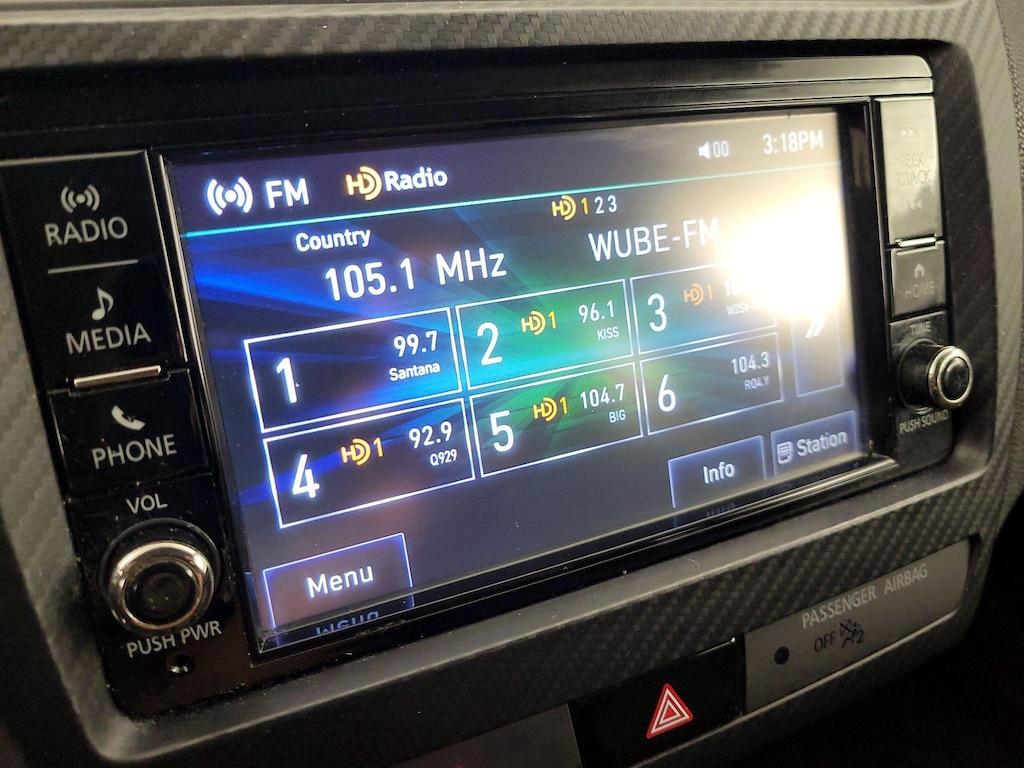 RADIO
MEDIA
PHONE
VOL
PUSH PWR
FM HD Radio 00 3:18PM
HD 1 2 3
Country
105.1 MHz WUBE-FM
1 99.7
Santana
2 HD 1 96.1
KISS
3 HD 1
4 HD 1 92.9
Q929
5 HD 1 104.7
BIG
6 104.3
Info
Station
Menu
SEEK
TRACK
HOME
TUNE
PUSH SOUND
PASSENGER AIRBAG
OFF 2